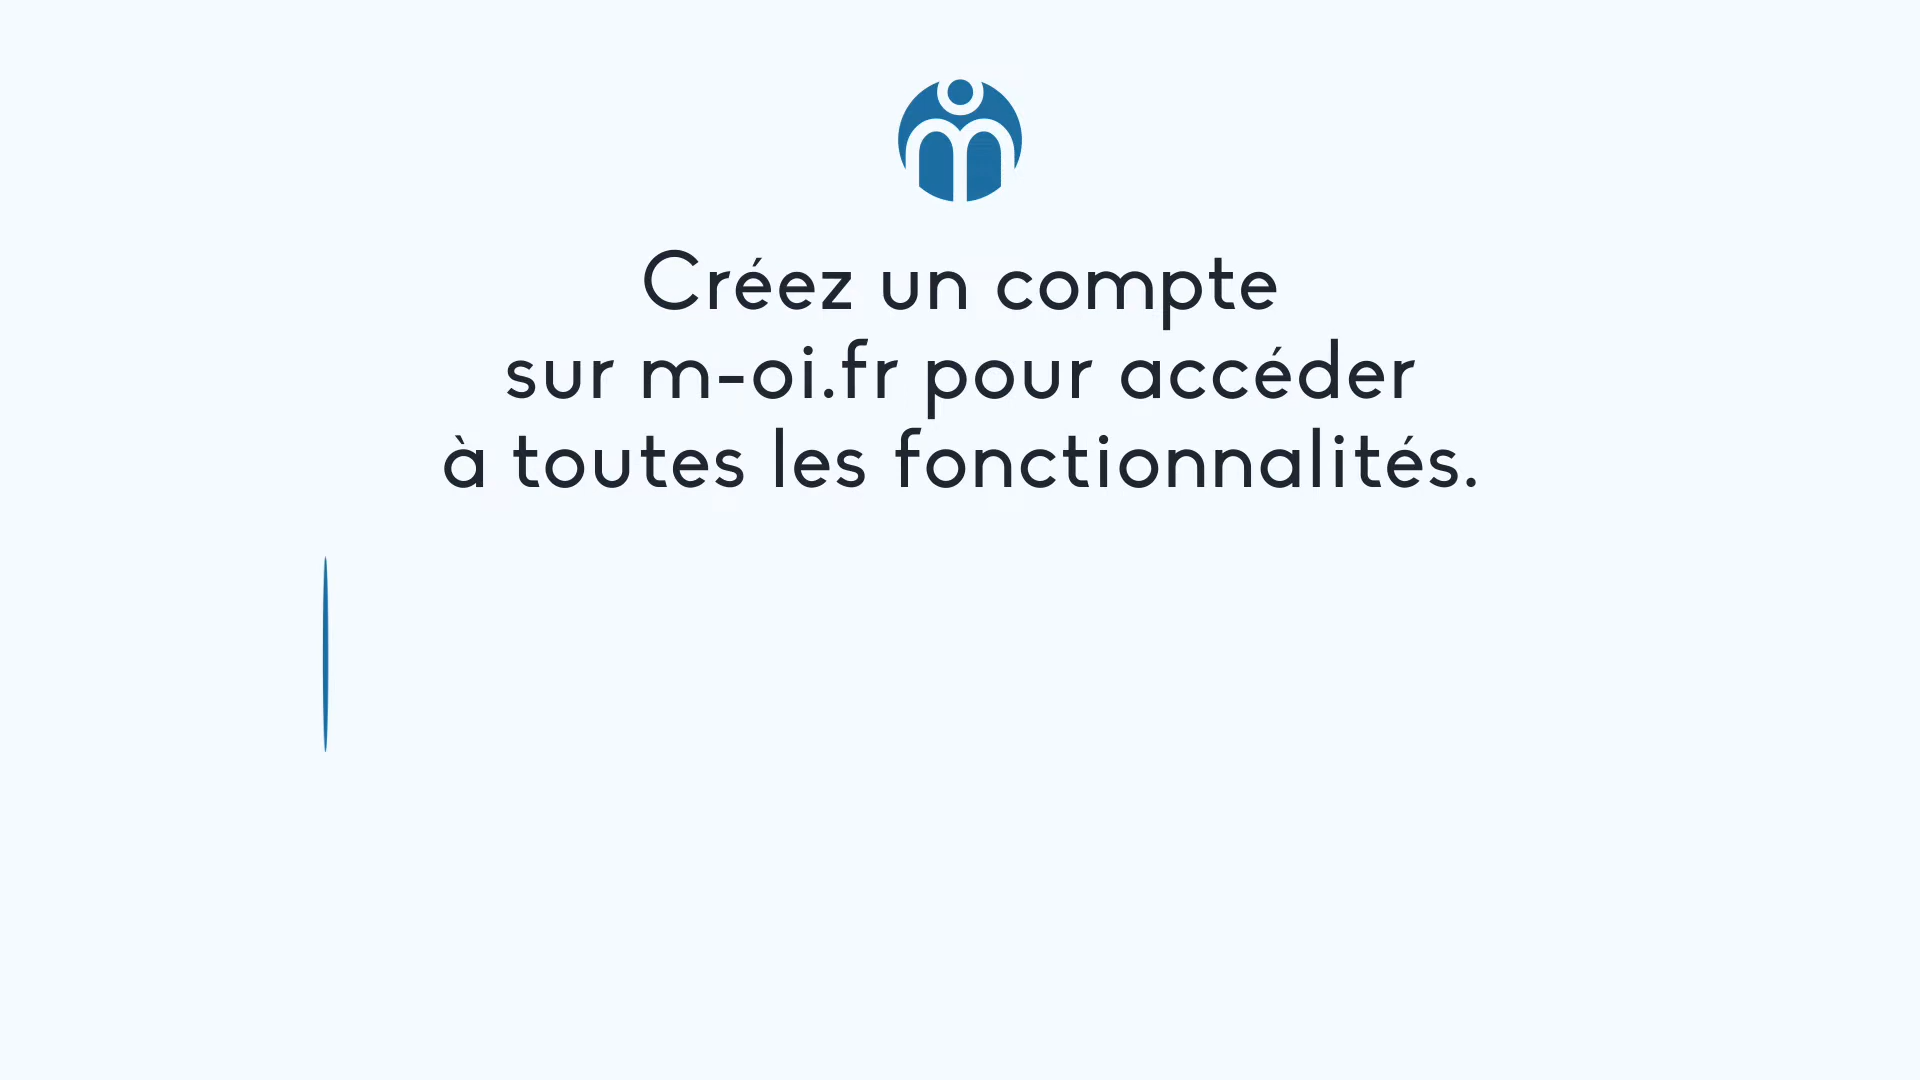 Créez un compte
sur m-oi.fr pour accéder
à toutes les fonctionnalités.